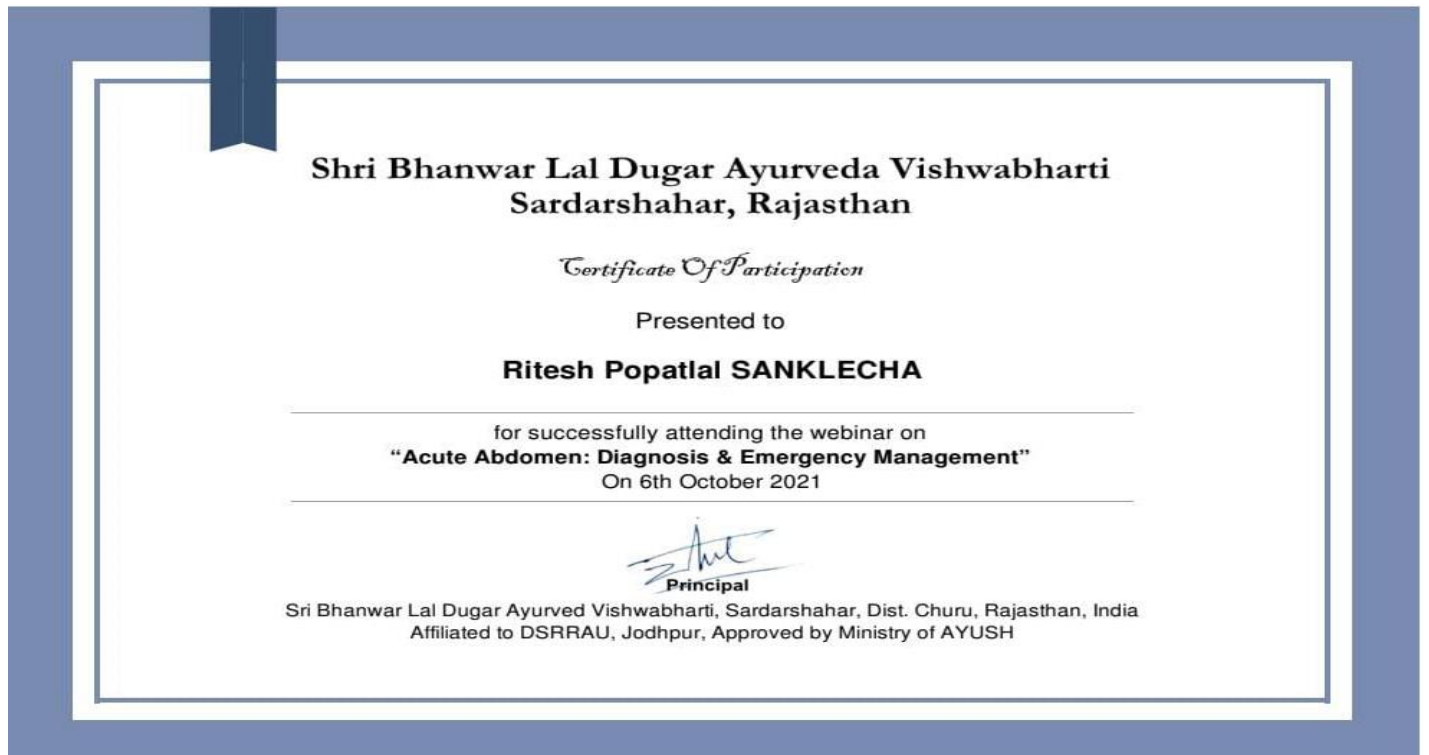 Shri Bhanwar Lal Dugar Ayurveda Vishwabharti
Sardarshahar, Rajasthan
Certificate Of Participation
Presented to
Ritesh Popatlal SANKLECHA
for successfully attending the webinar on
“Acute Abdomen: Diagnosis & Emergency Management”
On 6th October 2021
Principal
Sri Bhanwar Lal Dugar Ayurved Vishwabharti, Sardarshahar, Dist. Churu, Rajasthan, India
Affiliated to DSRRAU, Jodhpur, Approved by Ministry of AYUSH